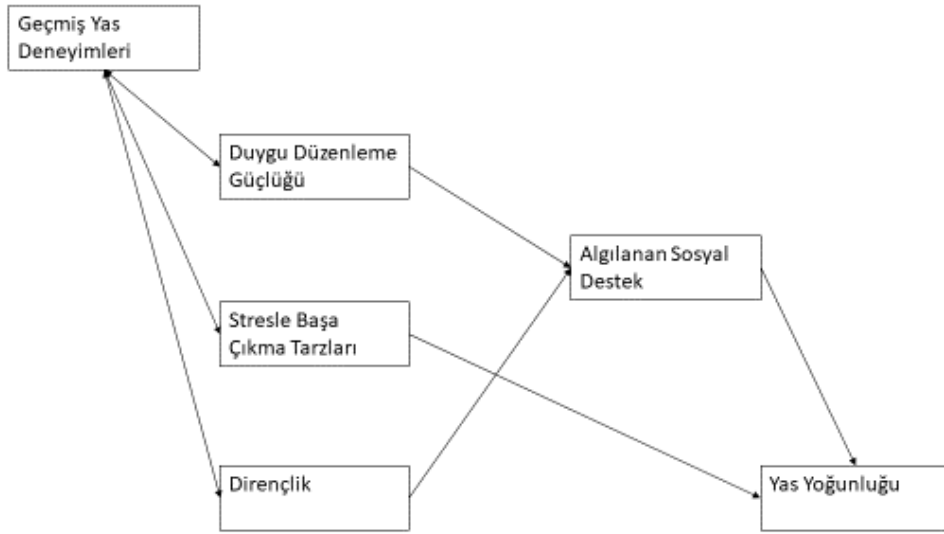 Geçmiş Yas
Deneyimleri
Duygu Düzenleme
Güçlüğü
Algılanan Sosyal
Destek
Stresle Başa
Çıkma Tarzları
Dirençlik
Yas Yoğunluğu